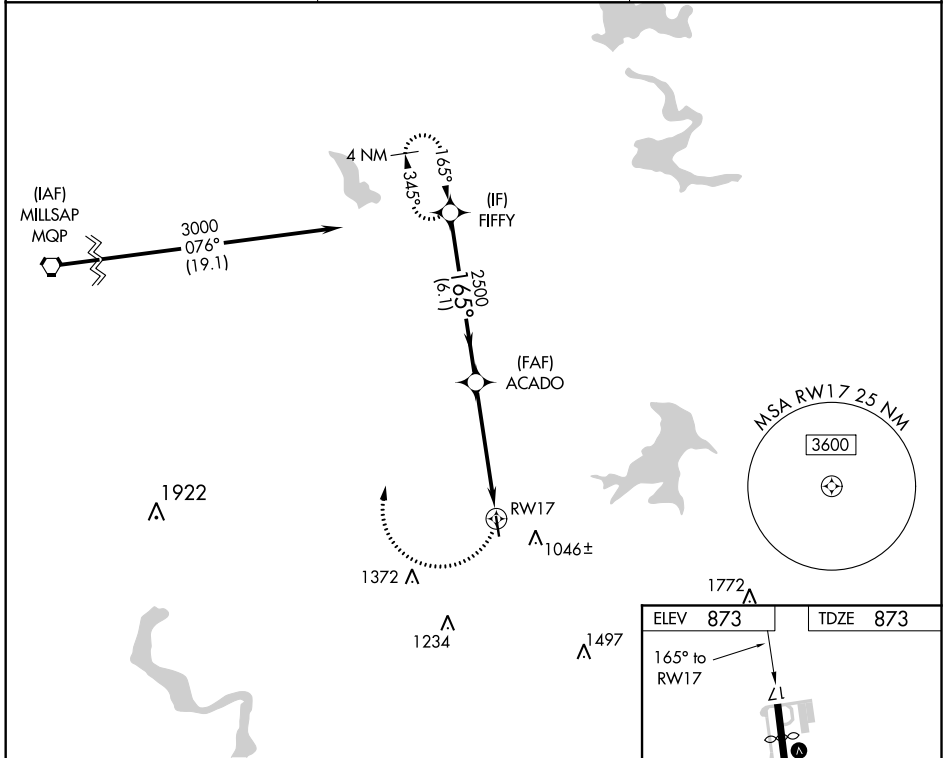 4 NM
165°
345°
(IF)
FIFFY
(IAF)
MILLSAP
MQP
3000
076°
(19.1)
2500
165°
(6.1)
(FAF)
ACADO
MSA RW17 25 NM
3600
1922
RW17
1046±
1372
1234
1497
1772
ELEV 873
TDZE 873
165° to
RW17
17
A